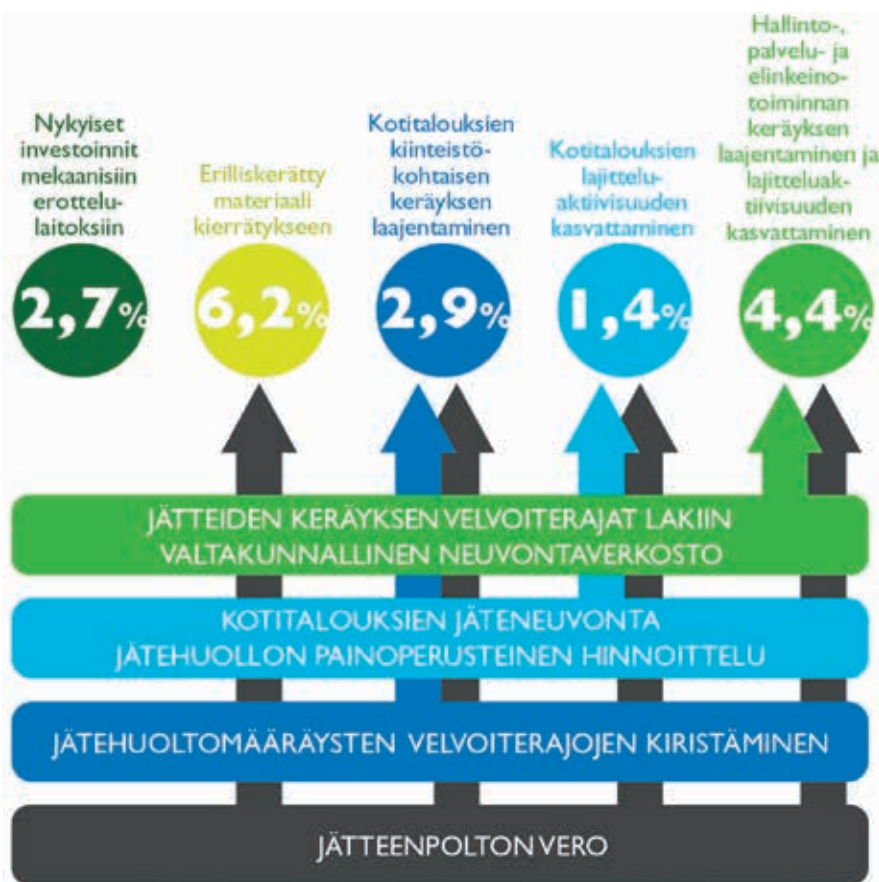 Nykyiset
investoinnit
mekaanisiin
erottelu-
laitoksiin
2,7%
Erilliskerätty
materiaali
kierrätykseen
6,2%
Kotitalouksien
kiinteistö-
kohtaisen
keräyksen
laajentaminen
2,9%
Kotitalouksien
lajittelu-
aktiivisuuden
kasvattaminen
1,4%
Hallinto-,
palvelu- ja
elinkeino-
toiminnan
keräyksen
laajentaminen ja
lajitteluak-
tiivisuuden
kasvattaminen
4,4%
JÄTTEIDEN KERÄYKSEN VELVOITERAJAT LAKIIN
VALTAKUNNALLINEN NEUVONTAVERKOSTO
KOTITALOUKSIEN JÄTENEUVONTA
JÄTEHUOLLON PAINOPERUSTEINEN HINNOITTELU
JÄTEHUOLTOMÄÄRÄYSTEN VELVOITERAJOJEN KIRISTÄMINEN
JÄTTEENPOLTON VERO